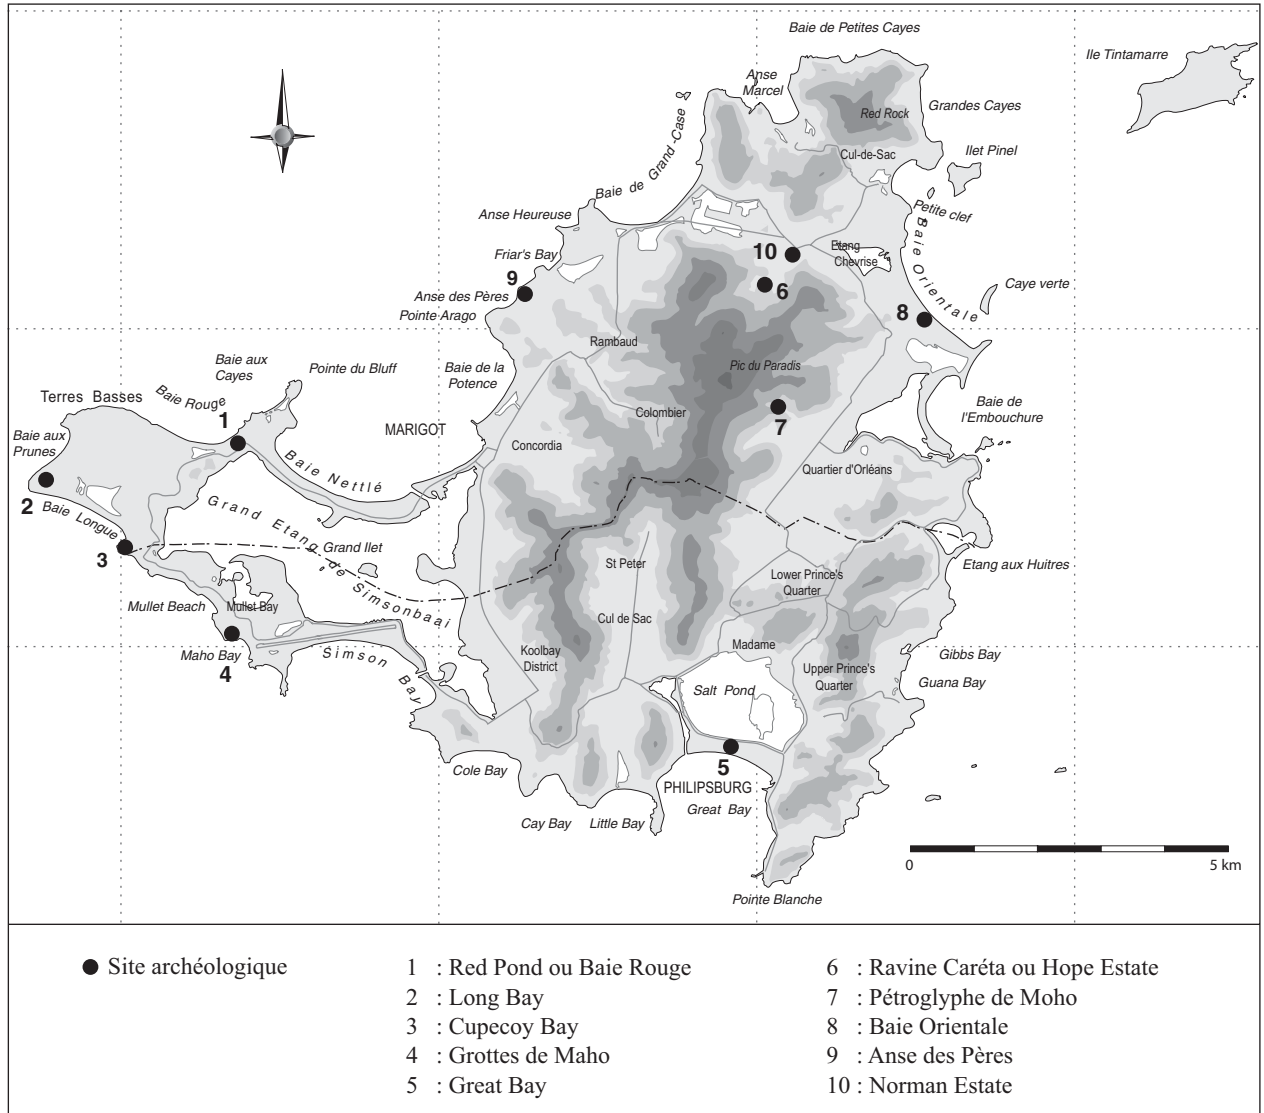 Baie de Petites Cayes
Ile Tintamarre
Anse
Marcel
Red Rock
Grandes Cayes
Baie de Grand-Case
Cul-de-Sac
Ilet Pinel
Petite clef
Anse Heureuse
Baie Orientale
Friar's Bay
10
Etang
Chevrise
9
6
Caye verte
Anse des Pères
Pointe Arago
8
Rambaud
Baie aux
Cayes
Pointe du Bluff
Baie de la
Potence
Pic du Paradis
Terres Basses
Baie Rouge
1
Colombier
7
Baie de
l'Embouchure
MARIGOT
Baie aux
Prunes
Concordia
Baie Nettlé
Quartier d'Orléans
2
Baie Longue
Grand Etang de Simsonbaai
3
Grand Ilet
St Peter
Etang aux Huitres
Lower Prince's
Quarter
Mullet Beach
Mullet Bay
Cul de Sac
Maho Bay
4
Simson Bay
Koolbay
District
Madame
Gibbs Bay
Upper Prince's
Quarter
Guana Bay
Salt Pond
5
Cole Bay
PHILIPSBURG
Great Bay
Cay Bay
Little Bay
0
5 km
Pointe Blanche
Site archéologique
1 : Red Pond ou Baie Rouge
2 : Long Bay
3 : Cupecoy Bay
4 : Grottes de Maho
5 : Great Bay
6 : Ravine Caréta ou Hope Estate
7 : Pétroglyphe de Moho
8 : Baie Orientale
9 : Anse des Pères
10 : Norman Estate